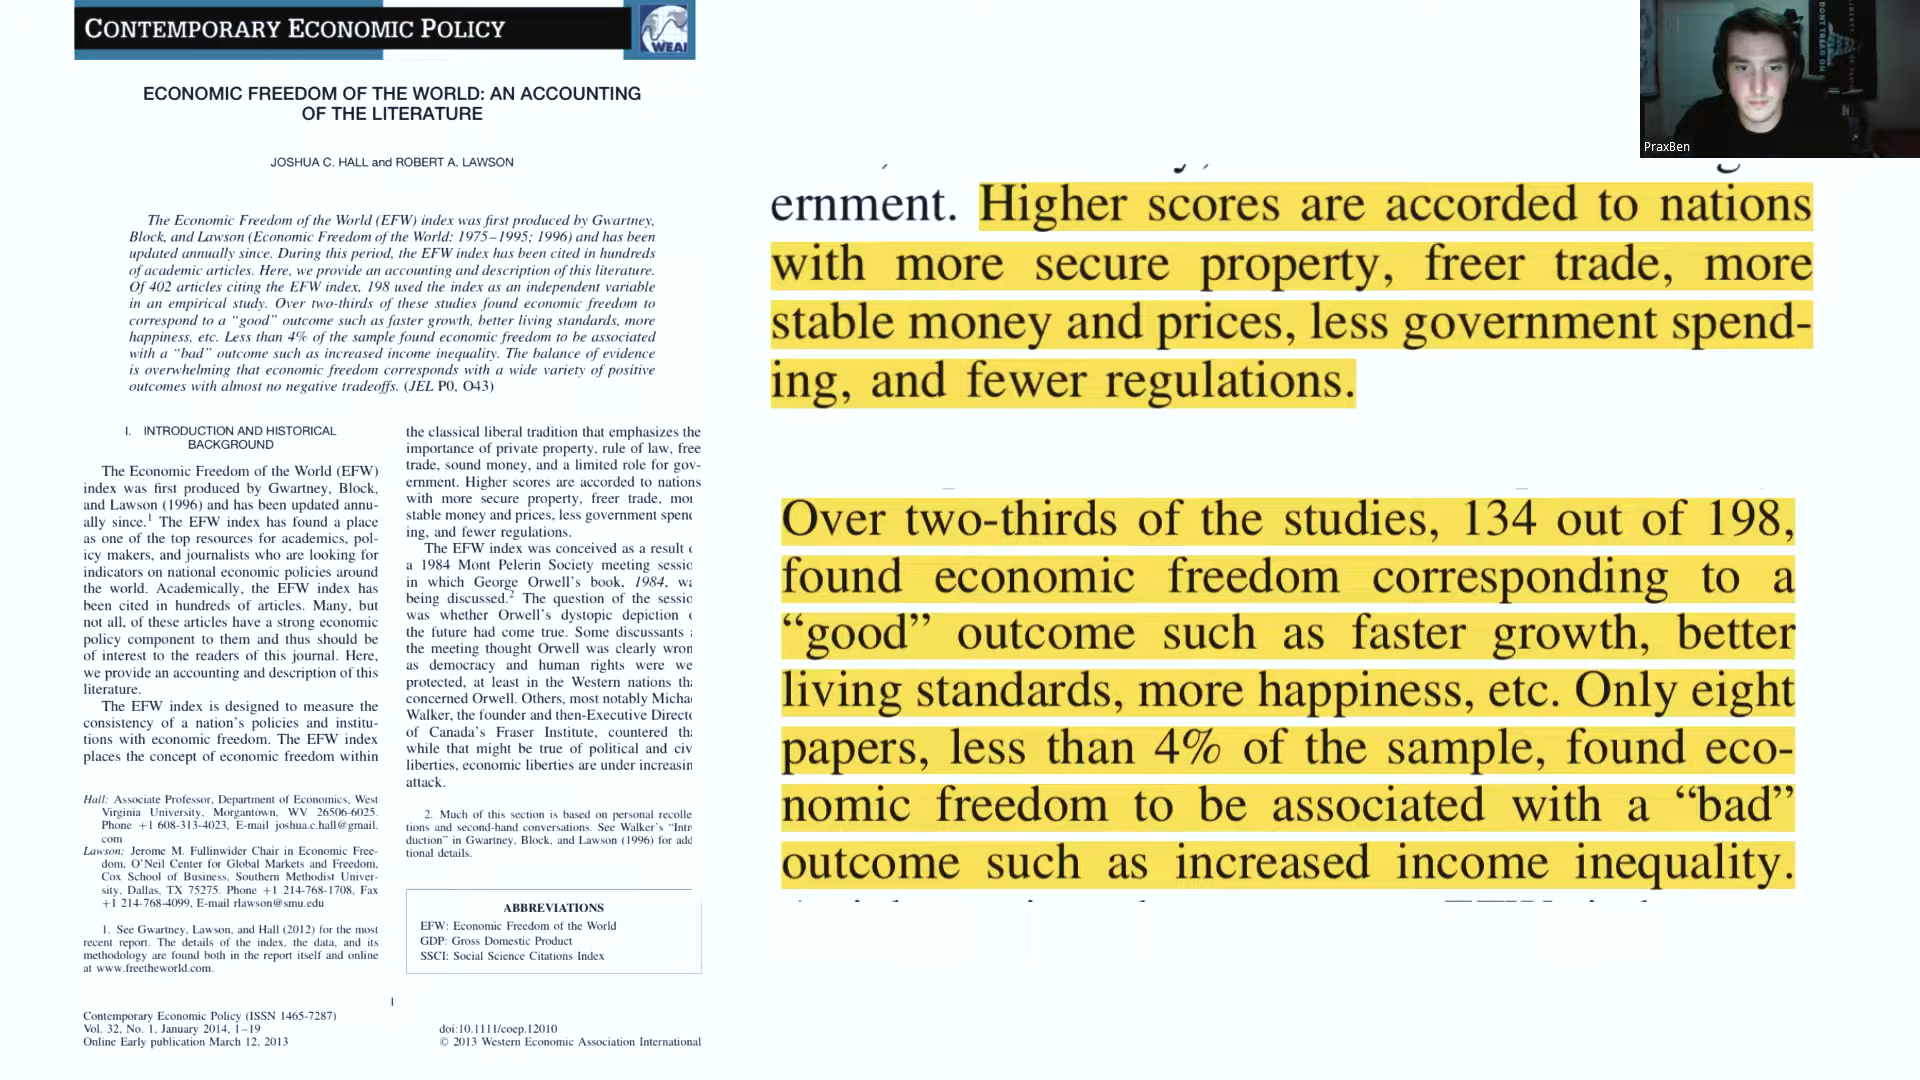 CONTEMPORARY ECONOMIC POLICY
WEAI
ECONOMIC FREEDOM OF THE WORLD: AN ACCOUNTING
OF THE LITERATURE
JOSHUA C. HALL and ROBERT A. LAWSON
The Economic Freedom of the World (EFW) index was first produced by Gwartney,
Block, and Lawson (Economic Freedom of the World: 1975–1995; 1996) and has been
updated annually since. During this period, the EFW index has been cited in hundreds
of academic articles. Here, we provide an accounting and description of this literature.
Of 402 articles citing the EFW index, 198 used the index as an independent variable
in an empirical study. Over two-thirds of these studies found economic freedom to
correspond to a “good” outcome such as faster growth, better living standards, more
happiness, etc. Less than 4% of the sample found economic freedom to be associated
with a “bad” outcome such as increased income inequality. The balance of evidence
is overwhelming that economic freedom corresponds with a wide variety of positive
outcomes with almost no negative tradeoffs. (JEL P0, O43)
I. INTRODUCTION AND HISTORICAL
BACKGROUND
The Economic Freedom of the World (EFW)
index was first produced by Gwartney, Block,
and Lawson (1996) and has been updated annu-
ally since.1 The EFW index has found a place
as one of the top resources for academics, pol-
icy makers, and journalists who are looking for
indicators on national economic policies around
the world. Academically, the EFW index has
been cited in hundreds of articles. Many, but
not all, of these articles have a strong economic
policy component to them and thus should be
of interest to the readers of this journal. Here,
we provide an accounting and description of this
literature.
The EFW index is designed to measure the
consistency of a nation’s policies and institu-
tions with economic freedom. The EFW index
places the concept of economic freedom within
Hall: Associate Professor, Department of Economics, West
Virginia University, Morgantown, WV 26506-6025.
Phone +1 608-313-4023, E-mail joshua.c.hall@gmail.
com
Lawson: Jerome M. Fullinwider Chair in Economic Free-
dom, O’Neil Center for Global Markets and Freedom,
Cox School of Business, Southern Methodist Univer-
sity, Dallas, TX 75275. Phone +1 214-768-1708, Fax
+1 214-768-4099, E-mail rlawson@smu.edu
1. See Gwartney, Lawson, and Hall (2012) for the most
recent report. The details of the index, the data, and its
methodology are found both in the report itself and online
at www.freetheworld.com.
the classical liberal tradition that emphasizes the
importance of private property, rule of law, free
trade, sound money, and a limited role for gov-
ernment. Higher scores are accorded to nations
with more secure property, freer trade, mor
stable money and prices, less government spend
ing, and fewer regulations.
The EFW index was conceived as a result
a 1984 Mont Pelerin Society meeting sessio
in which George Orwell’s book, 1984, wa
being discussed.2 The question of the sessio
was whether Orwell’s dystopic depiction
the future had come true. Some discussants
the meeting thought Orwell was clearly wron
as democracy and human rights were we
protected, at least in the Western nations tha
concerned Orwell. Others, most notably Michae
Walker, the founder and then-Executive Directo
of Canada’s Fraser Institute, countered tha
while that might be true of political and civ
liberties, economic liberties are under increasin
attack.
2. Much of this section is based on personal recolle
tions and second-hand conversations. See Walker’s “Intr
duction” in Gwartney, Block, and Lawson (1996) for add
tional details.
ABBREVIATIONS
EFW: Economic Freedom of the World
GDP: Gross Domestic Product
SSCI: Social Science Citations Index
1
Contemporary Economic Policy (ISSN 1465-7287)
Vol. 32, No. 1, January 2014, 1–19
Online Early publication March 12, 2013
doi:10.1111/coep.12010
© 2013 Western Economic Association International
ernment. Higher scores are accorded to nations
with more secure property, freer trade, more
stable money and prices, less government spend-
ing, and fewer regulations.
Over two-thirds of the studies, 134 out of 198,
found economic freedom corresponding to a
“good” outcome such as faster growth, better
living standards, more happiness, etc. Only eight
papers, less than 4% of the sample, found eco-
nomic freedom to be associated with a “bad”
outcome such as increased income inequality.
DONT TREAD ON
PraxBen